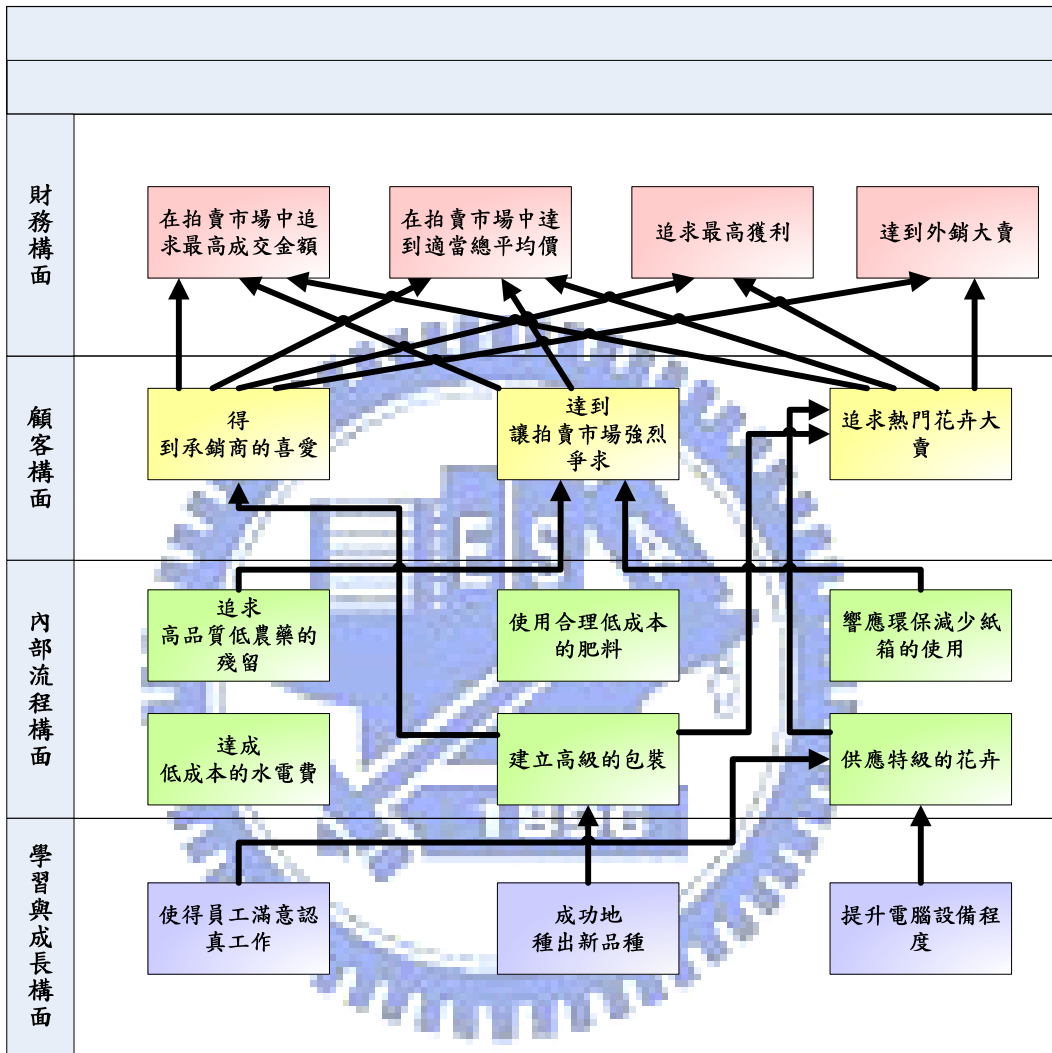 財務構面
在拍賣市場中追
求最高成交金額
在拍賣市場中達
到適當總平均價
追求最高獲利
達到外銷大賣
顧客構面
得
到承銷商的喜愛
達到
讓拍賣市場強烈
爭求
追求熱門花卉大
賣
內部流程構面
追求
高品質低農藥的
殘留
使用合理低成本
的肥料
響應環保減少紙
箱的使用
達成
低成本的水電費
建立高級的包裝
供應特級的花卉
學習與成長構面
使得員工滿意認
真工作
成功地
種出新品種
提升電腦設備程
度
1896